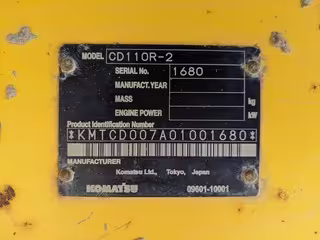 MODEL CD110R-2
SERIAL No. 1680
MANUFACT. YEAR
MASS kg
ENGINE POWER kW
Product Identification Number
*KMTCD007A01001680*
MANUFACTURER
Komatsu Ltd., Tokyo, Japan
KOMATSU 09601-10001